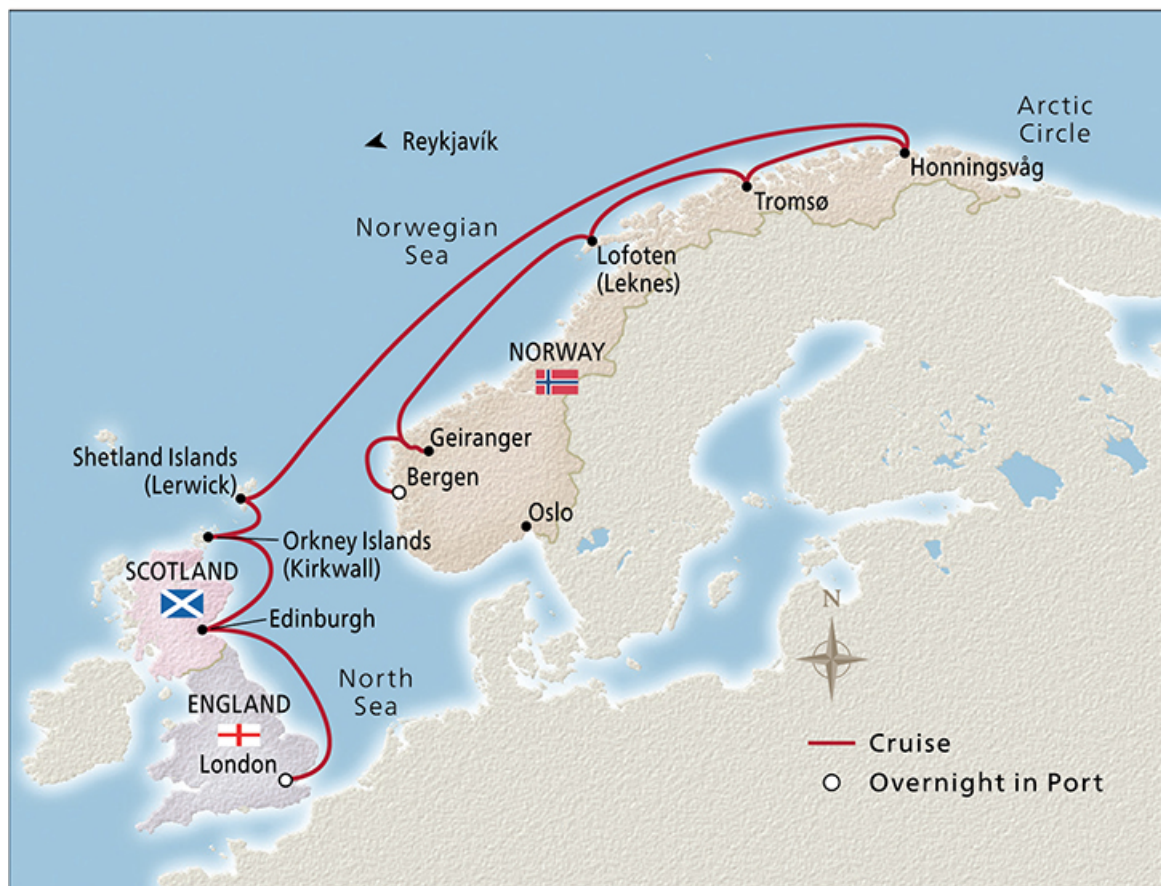 Arctic
Circle
Reykjavík
Honningsvåg
Tromsø
Norwegian
Sea
Lofoten
(Leknes)
NORWAY
Geiranger
Shetland Islands
(Lerwick)
Bergen
Oslo
Orkney Islands
(Kirkwall)
SCOTLAND
N
Edinburgh
North
Sea
ENGLAND
London
Cruise
Overnight in Port